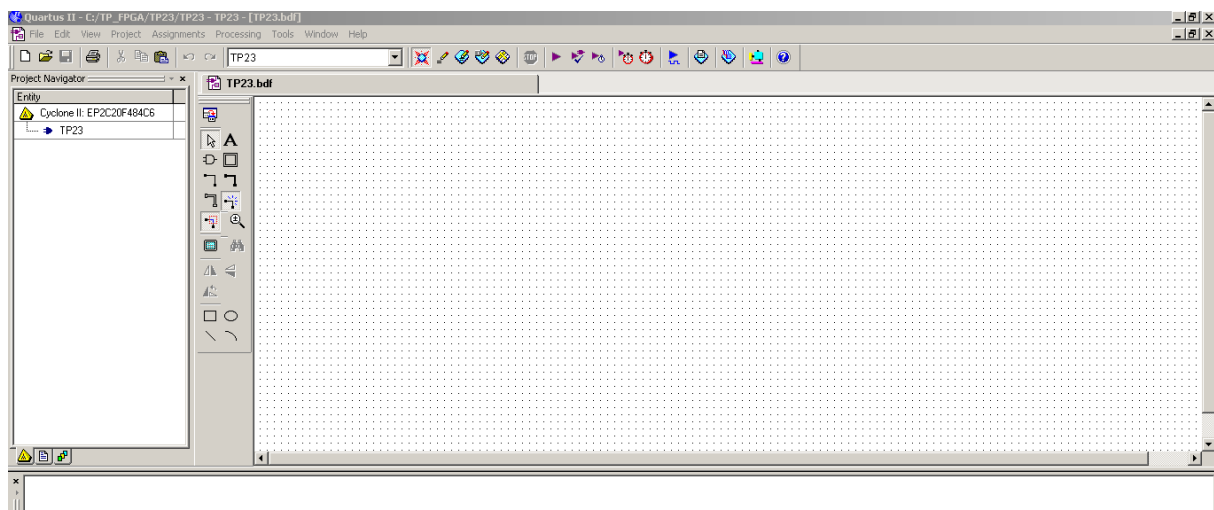 Quartus II - C:/TP_FPGA/TP23/TP23 - TP23 - [TP23.bdf]
File Edit View Project Assignments Processing Tools Window Help
TP23
Project Navigator
TP23.bdf
Entity
Cyclone II: EP2C20F484C6
TP23
A